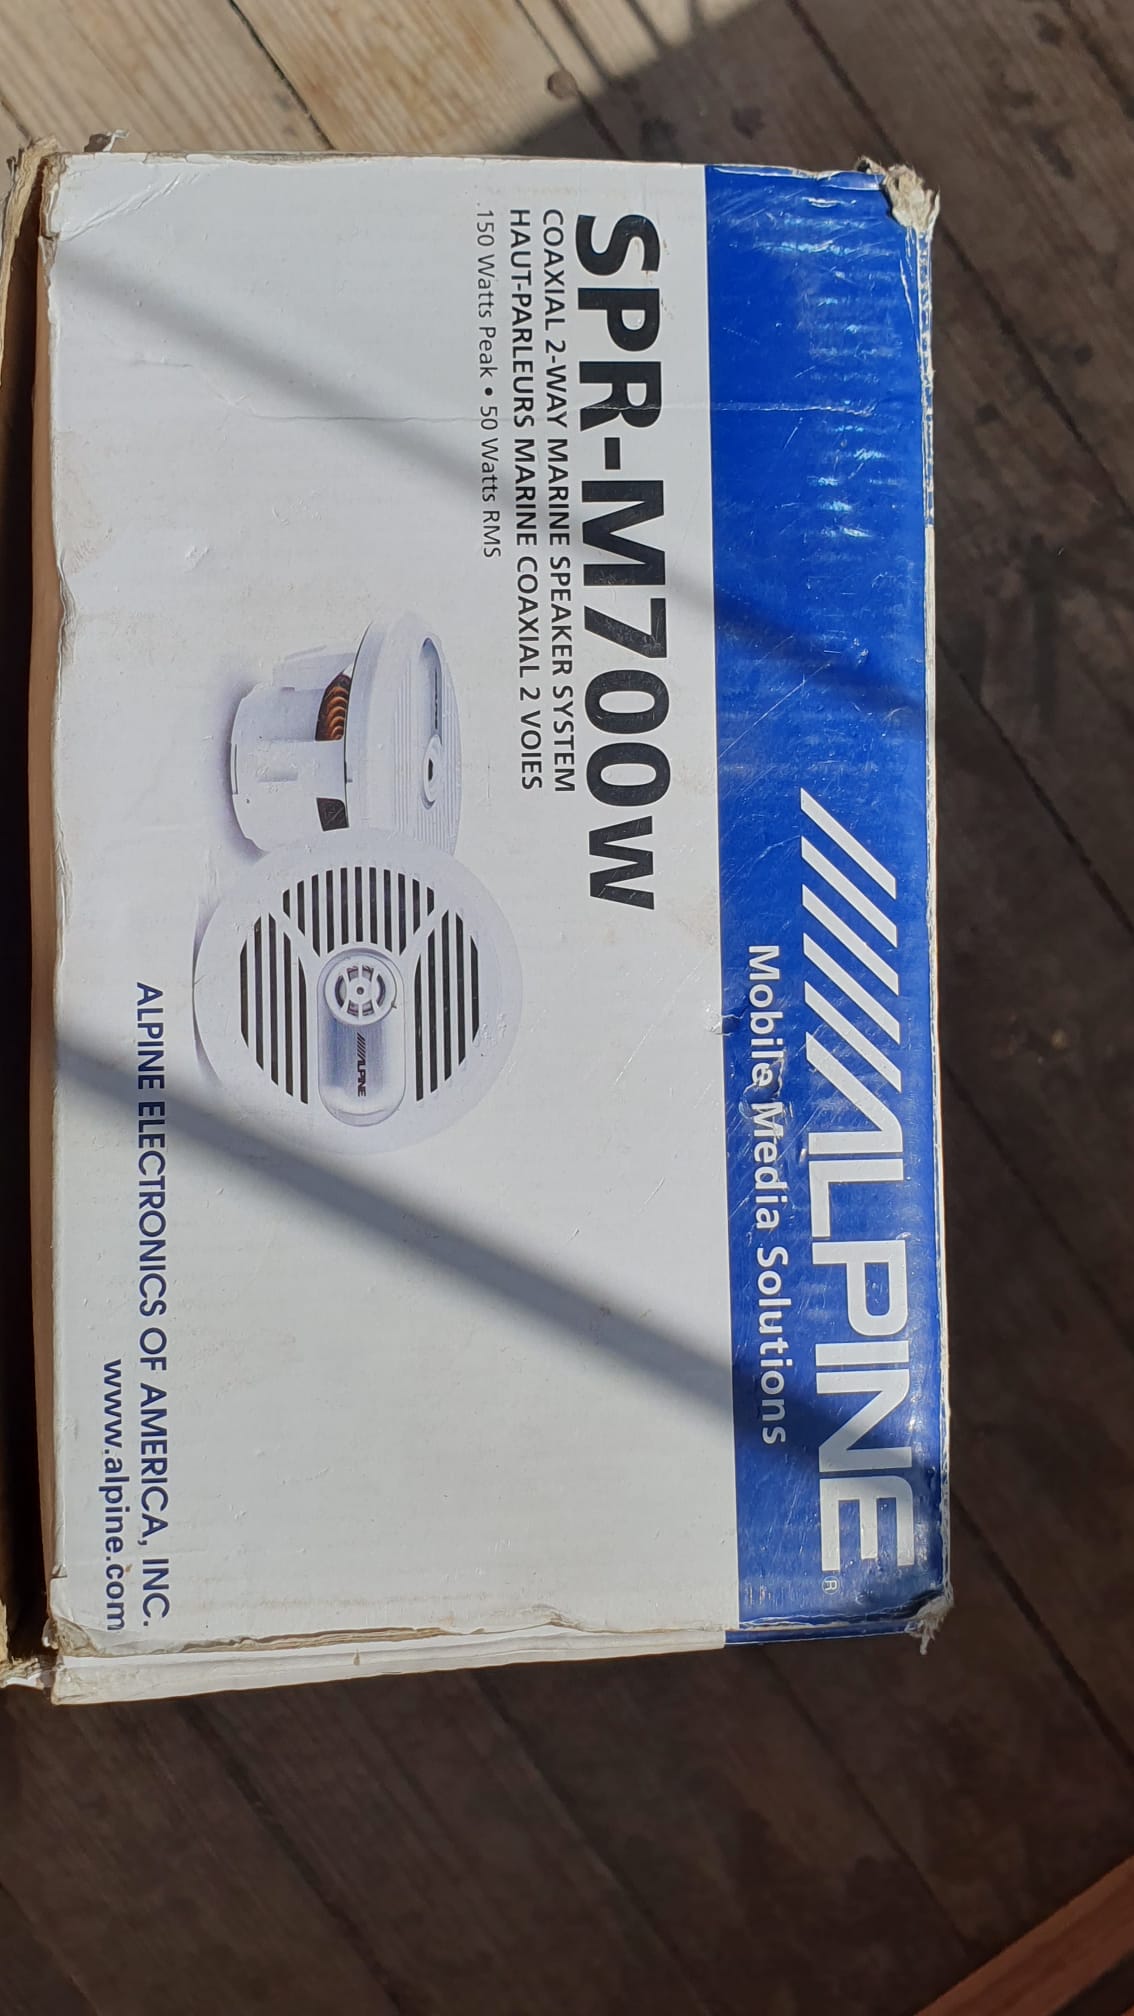 ALPINE®
Mobile Media Solutions
SPR-M700W
COAXIAL 2-WAY MARINE SPEAKER SYSTEM
HAUT-PARLEURS MARINE COAXIAL 2 VOIES
150 Watts Peak • 50 Watts RMS
ALPINE
ALPINE ELECTRONICS OF AMERICA, INC.
www.alpine.com